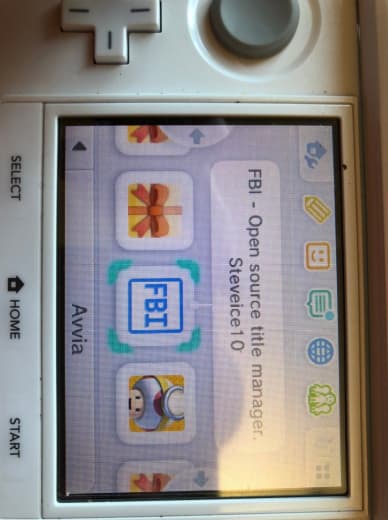 FBI - Open source title manager.
Steveice10
FBI
Avvia
SELECT
HOME
START